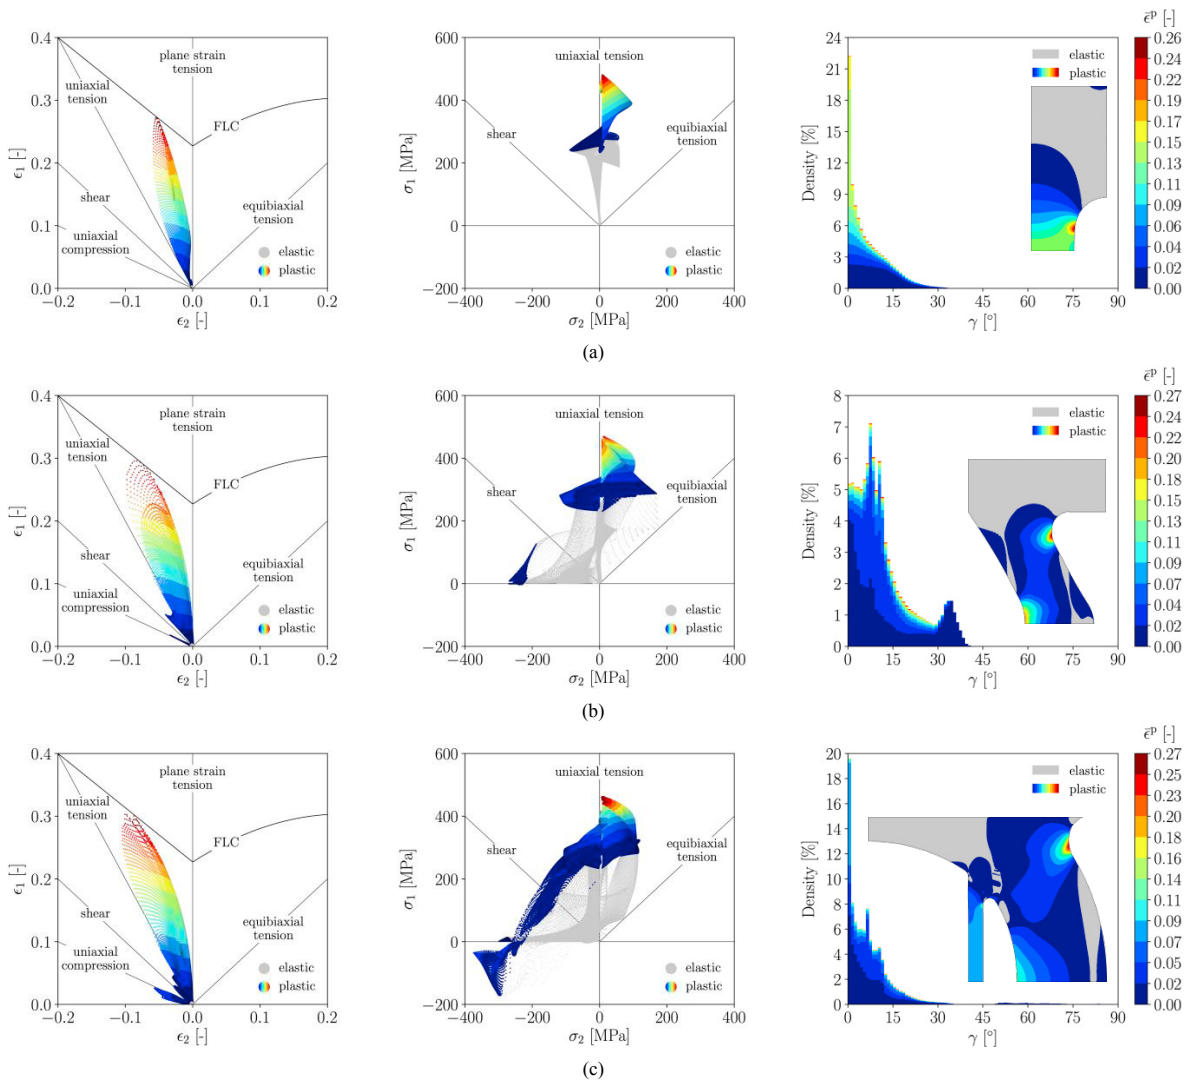 0.4
0.3
0.2
0.1
0.0
ϵ1 [-]
plane strain
tension
uniaxial
tension
FLC
shear
equibiaxial
tension
uniaxial
compression
elastic
plastic
−0.2 −0.1 0.0 0.1 0.2
ϵ2 [-]
600
400
200
0
−200
σ1 [MPa]
uniaxial tension
shear
equibiaxial
tension
elastic
plastic
−400 −200 0 200 400
σ2 [MPa]
24
21
18
15
12
9
6
3
0
Density [%]
elastic
plastic
0 15 30 45 60 75 90
γ [°]
ϵ̄p [-]
0.26
0.24
0.22
0.19
0.17
0.15
0.13
0.11
0.09
0.06
0.04
0.02
0.00
(a)
0.4
0.3
0.2
0.1
0.0
ϵ1 [-]
plane strain
tension
uniaxial
tension
FLC
shear
equibiaxial
tension
uniaxial
compression
elastic
plastic
−0.2 −0.1 0.0 0.1 0.2
ϵ2 [-]
600
400
200
0
−200
σ1 [MPa]
uniaxial tension
shear
equibiaxial
tension
elastic
plastic
−400 −200 0 200 400
σ2 [MPa]
8
7
6
5
4
3
2
1
0
Density [%]
elastic
plastic
0 15 30 45 60 75 90
γ [°]
ϵ̄p [-]
0.27
0.24
0.22
0.20
0.18
0.16
0.13
0.11
0.09
0.07
0.04
0.02
0.00
(b)
0.4
0.3
0.2
0.1
0.0
ϵ1 [-]
plane strain
tension
uniaxial
tension
FLC
shear
equibiaxial
tension
uniaxial
compression
elastic
plastic
−0.2 −0.1 0.0 0.1 0.2
ϵ2 [-]
600
400
200
0
−200
σ1 [MPa]
uniaxial tension
shear
equibiaxial
tension
elastic
plastic
−400 −200 0 200 400
σ2 [MPa]
20
18
16
14
12
10
8
6
4
2
0
Density [%]
elastic
plastic
0 15 30 45 60 75 90
γ [°]
ϵ̄p [-]
0.27
0.25
0.23
0.20
0.18
0.16
0.14
0.11
0.09
0.07
0.05
0.02
0.00
(c)